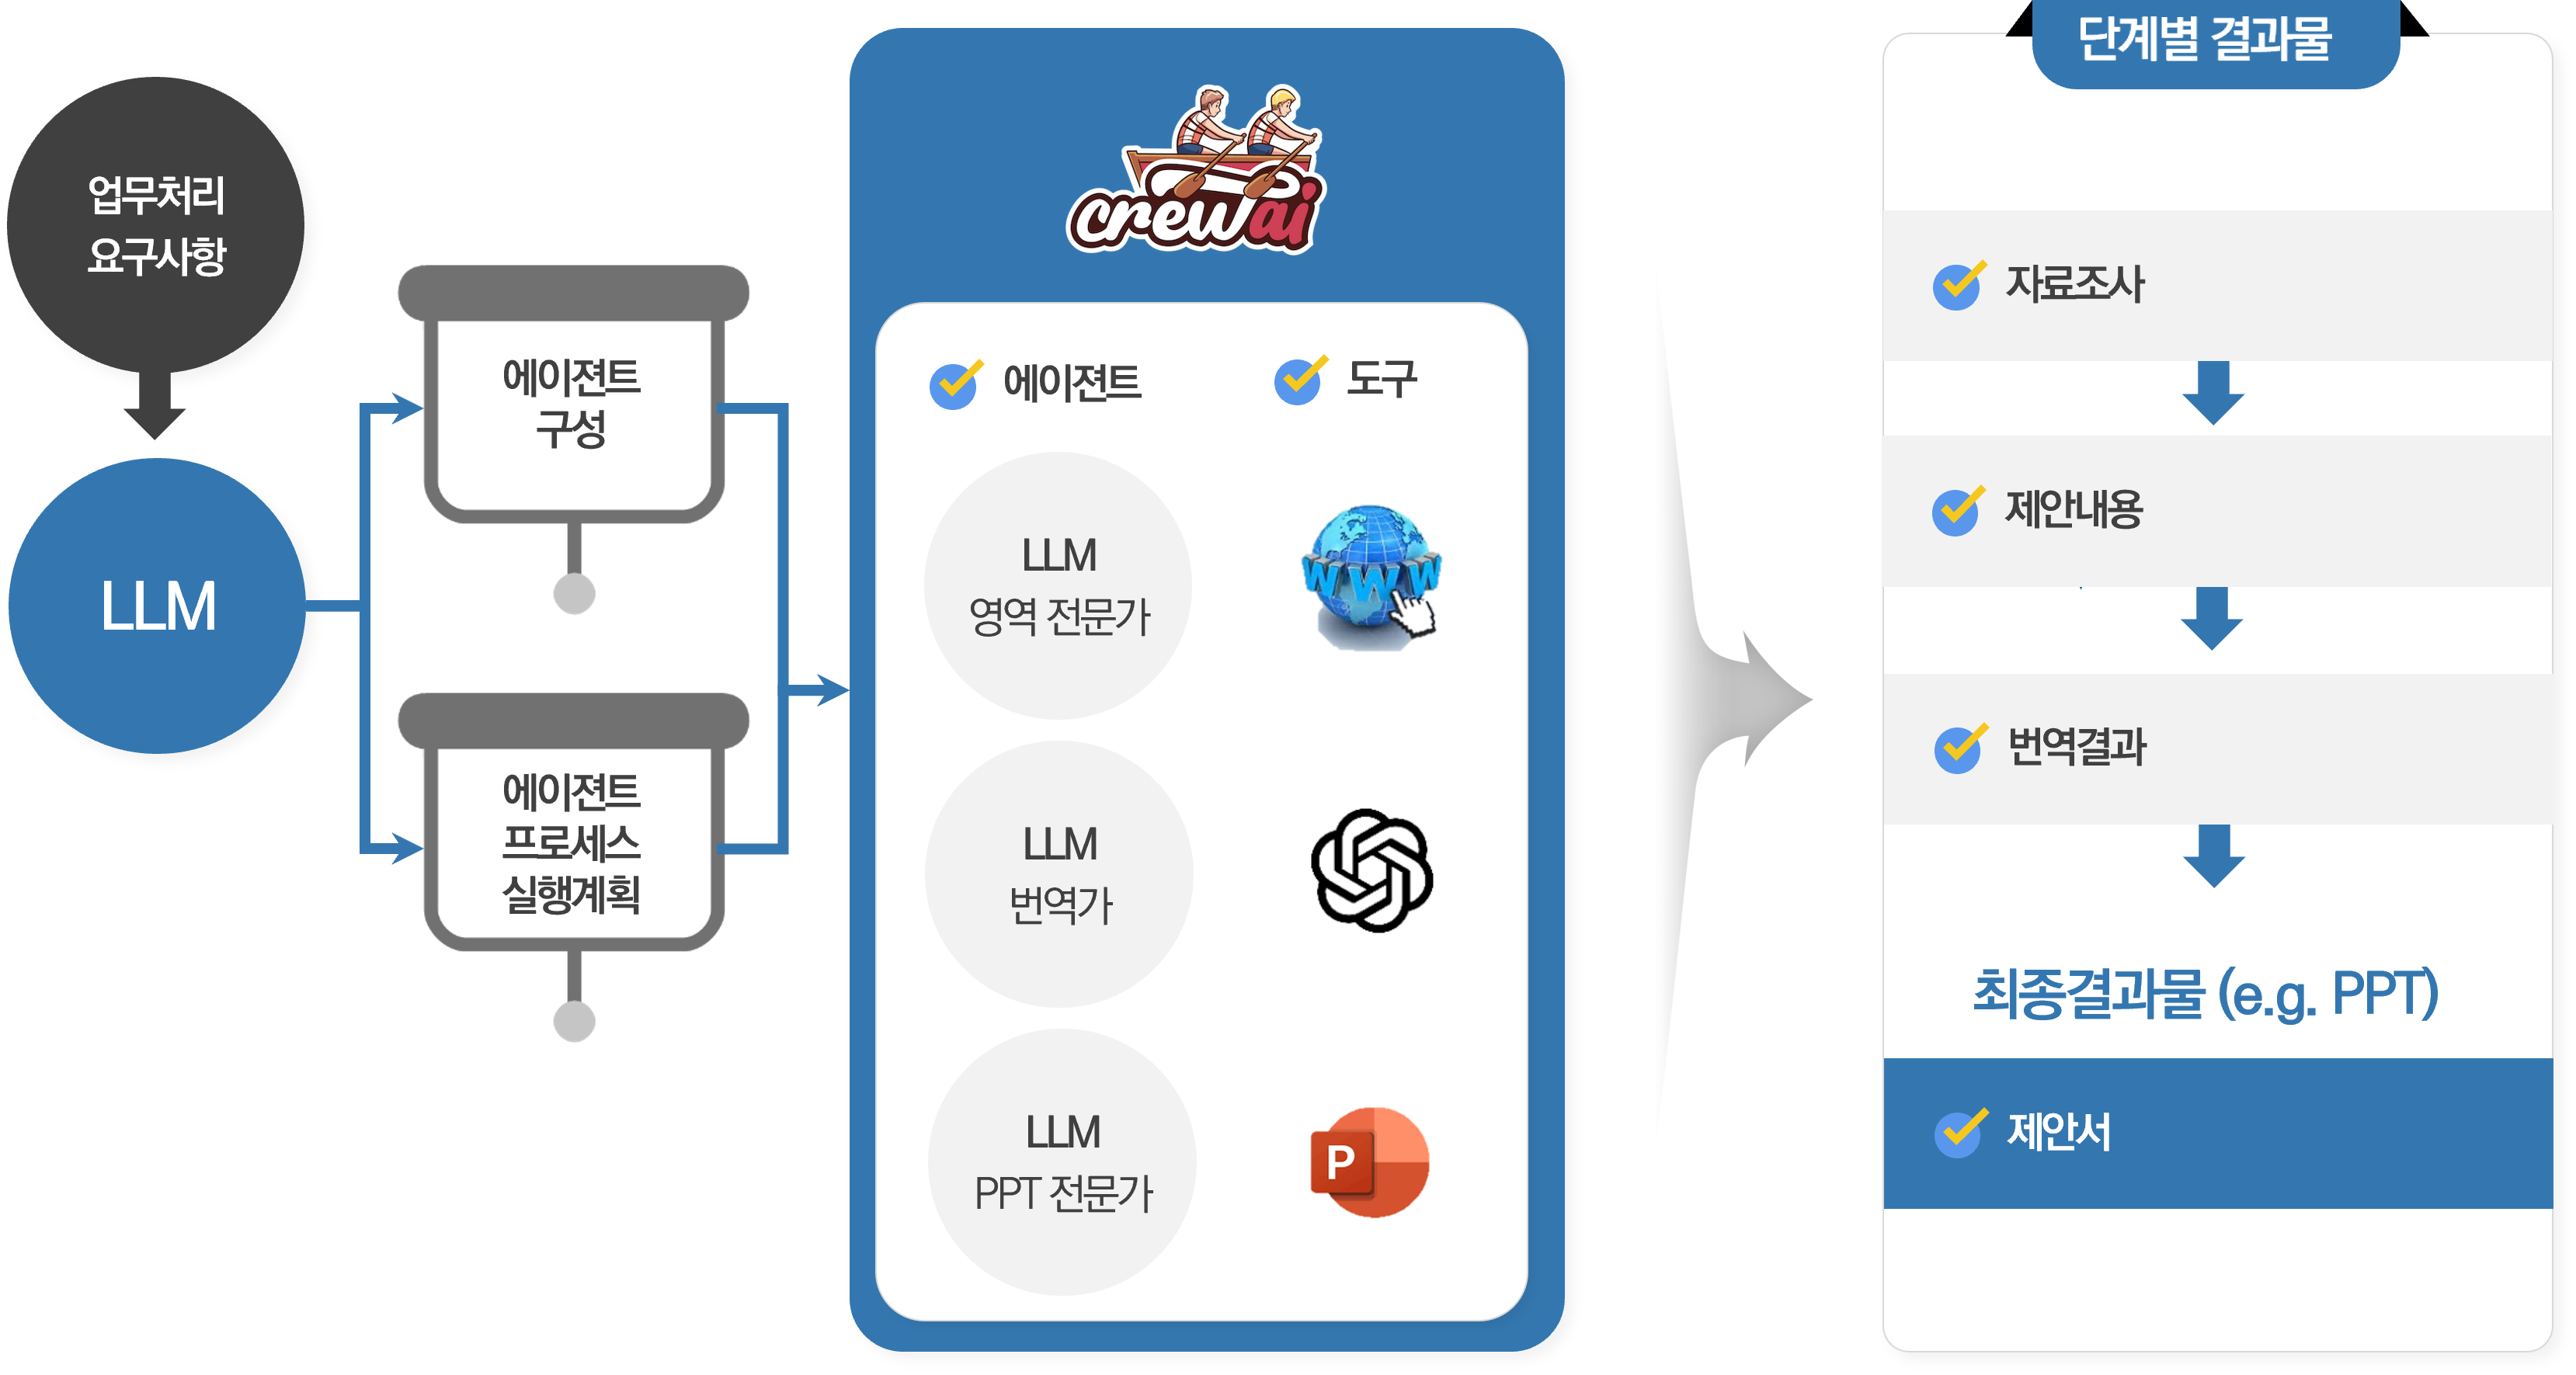 업무처리
요구사항
LLM
에이젼트
구성
에이젼트
프로세스
실행계획
crewai
에이젼트
도구
LLM
영역 전문가
WWW
LLM
번역가
LLM
PPT 전문가
P
단계별 결과물
자료조사
제안내용
번역결과
최종결과물 (e.g. PPT)
제안서